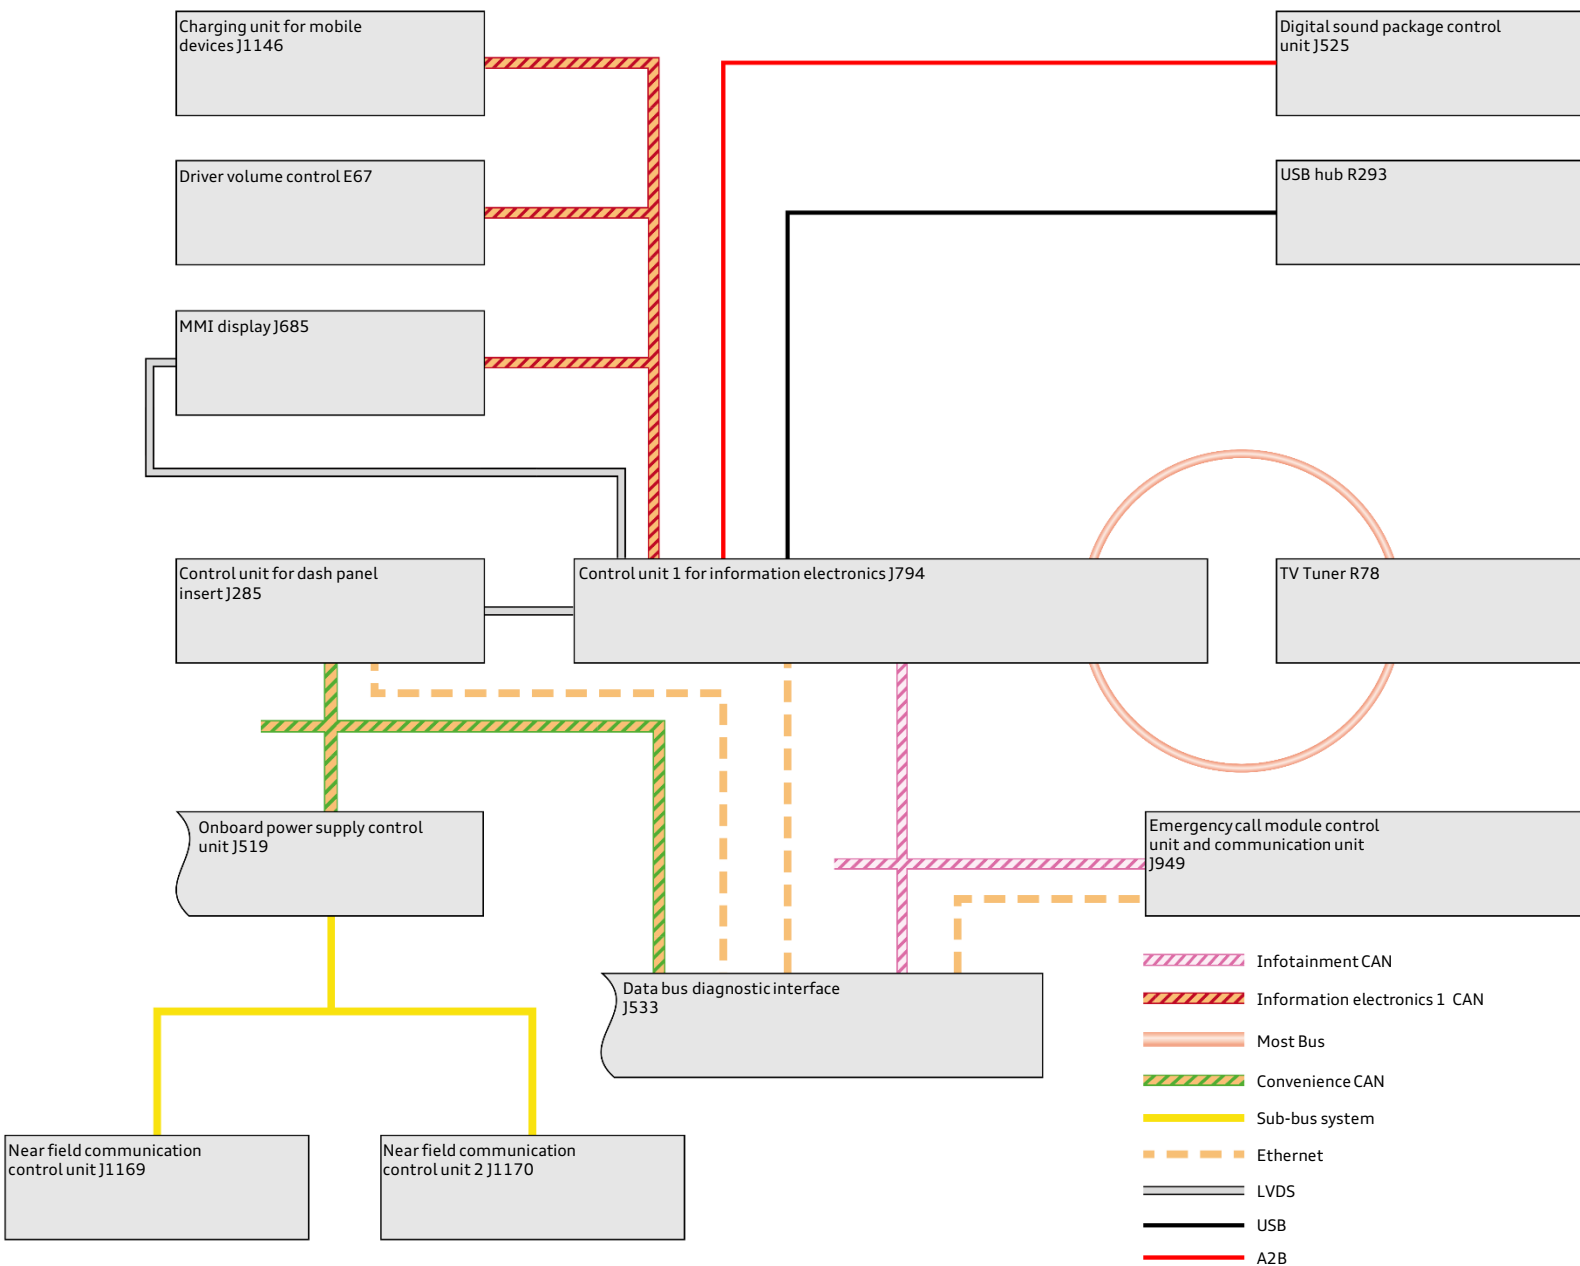 Charging unit for mobile
devices J1146
Digital sound package control
unit J525
Driver volume control E67
USB hub R293
MMI display J685
Control unit for dash panel
insert J285
Control unit 1 for information electronics J794
TV Tuner R78
Onboard power supply control
unit J519
Emergency call module control
unit and communication unit
J949
Data bus diagnostic interface
J533
Near field communication
control unit J1169
Near field communication
control unit 2 J1170
Infotainment CAN
Information electronics 1 CAN
Most Bus
Convenience CAN
Sub-bus system
Ethernet
LVDS
USB
A2B